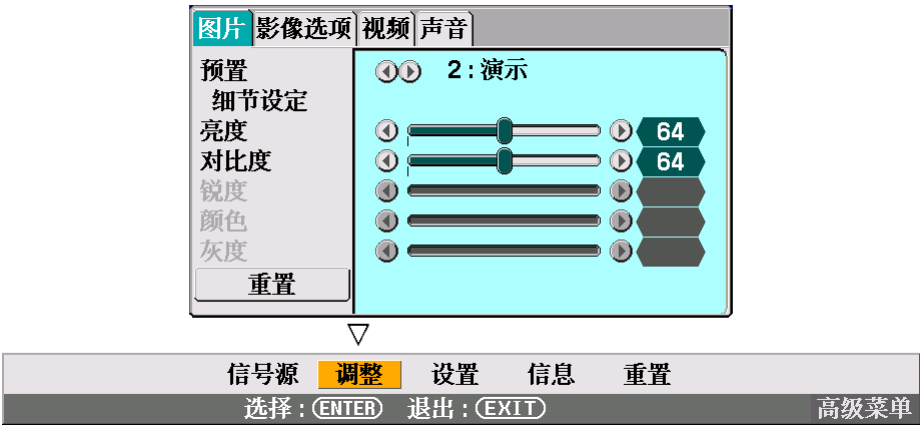 图片 影像选项 视频 声音
预置 2:演示
细节设定
亮度 64
对比度 64
锐度
颜色
灰度
重置
信号源 调整 设置 信息 重置
选择:ENTER 退出:EXIT 高级菜单